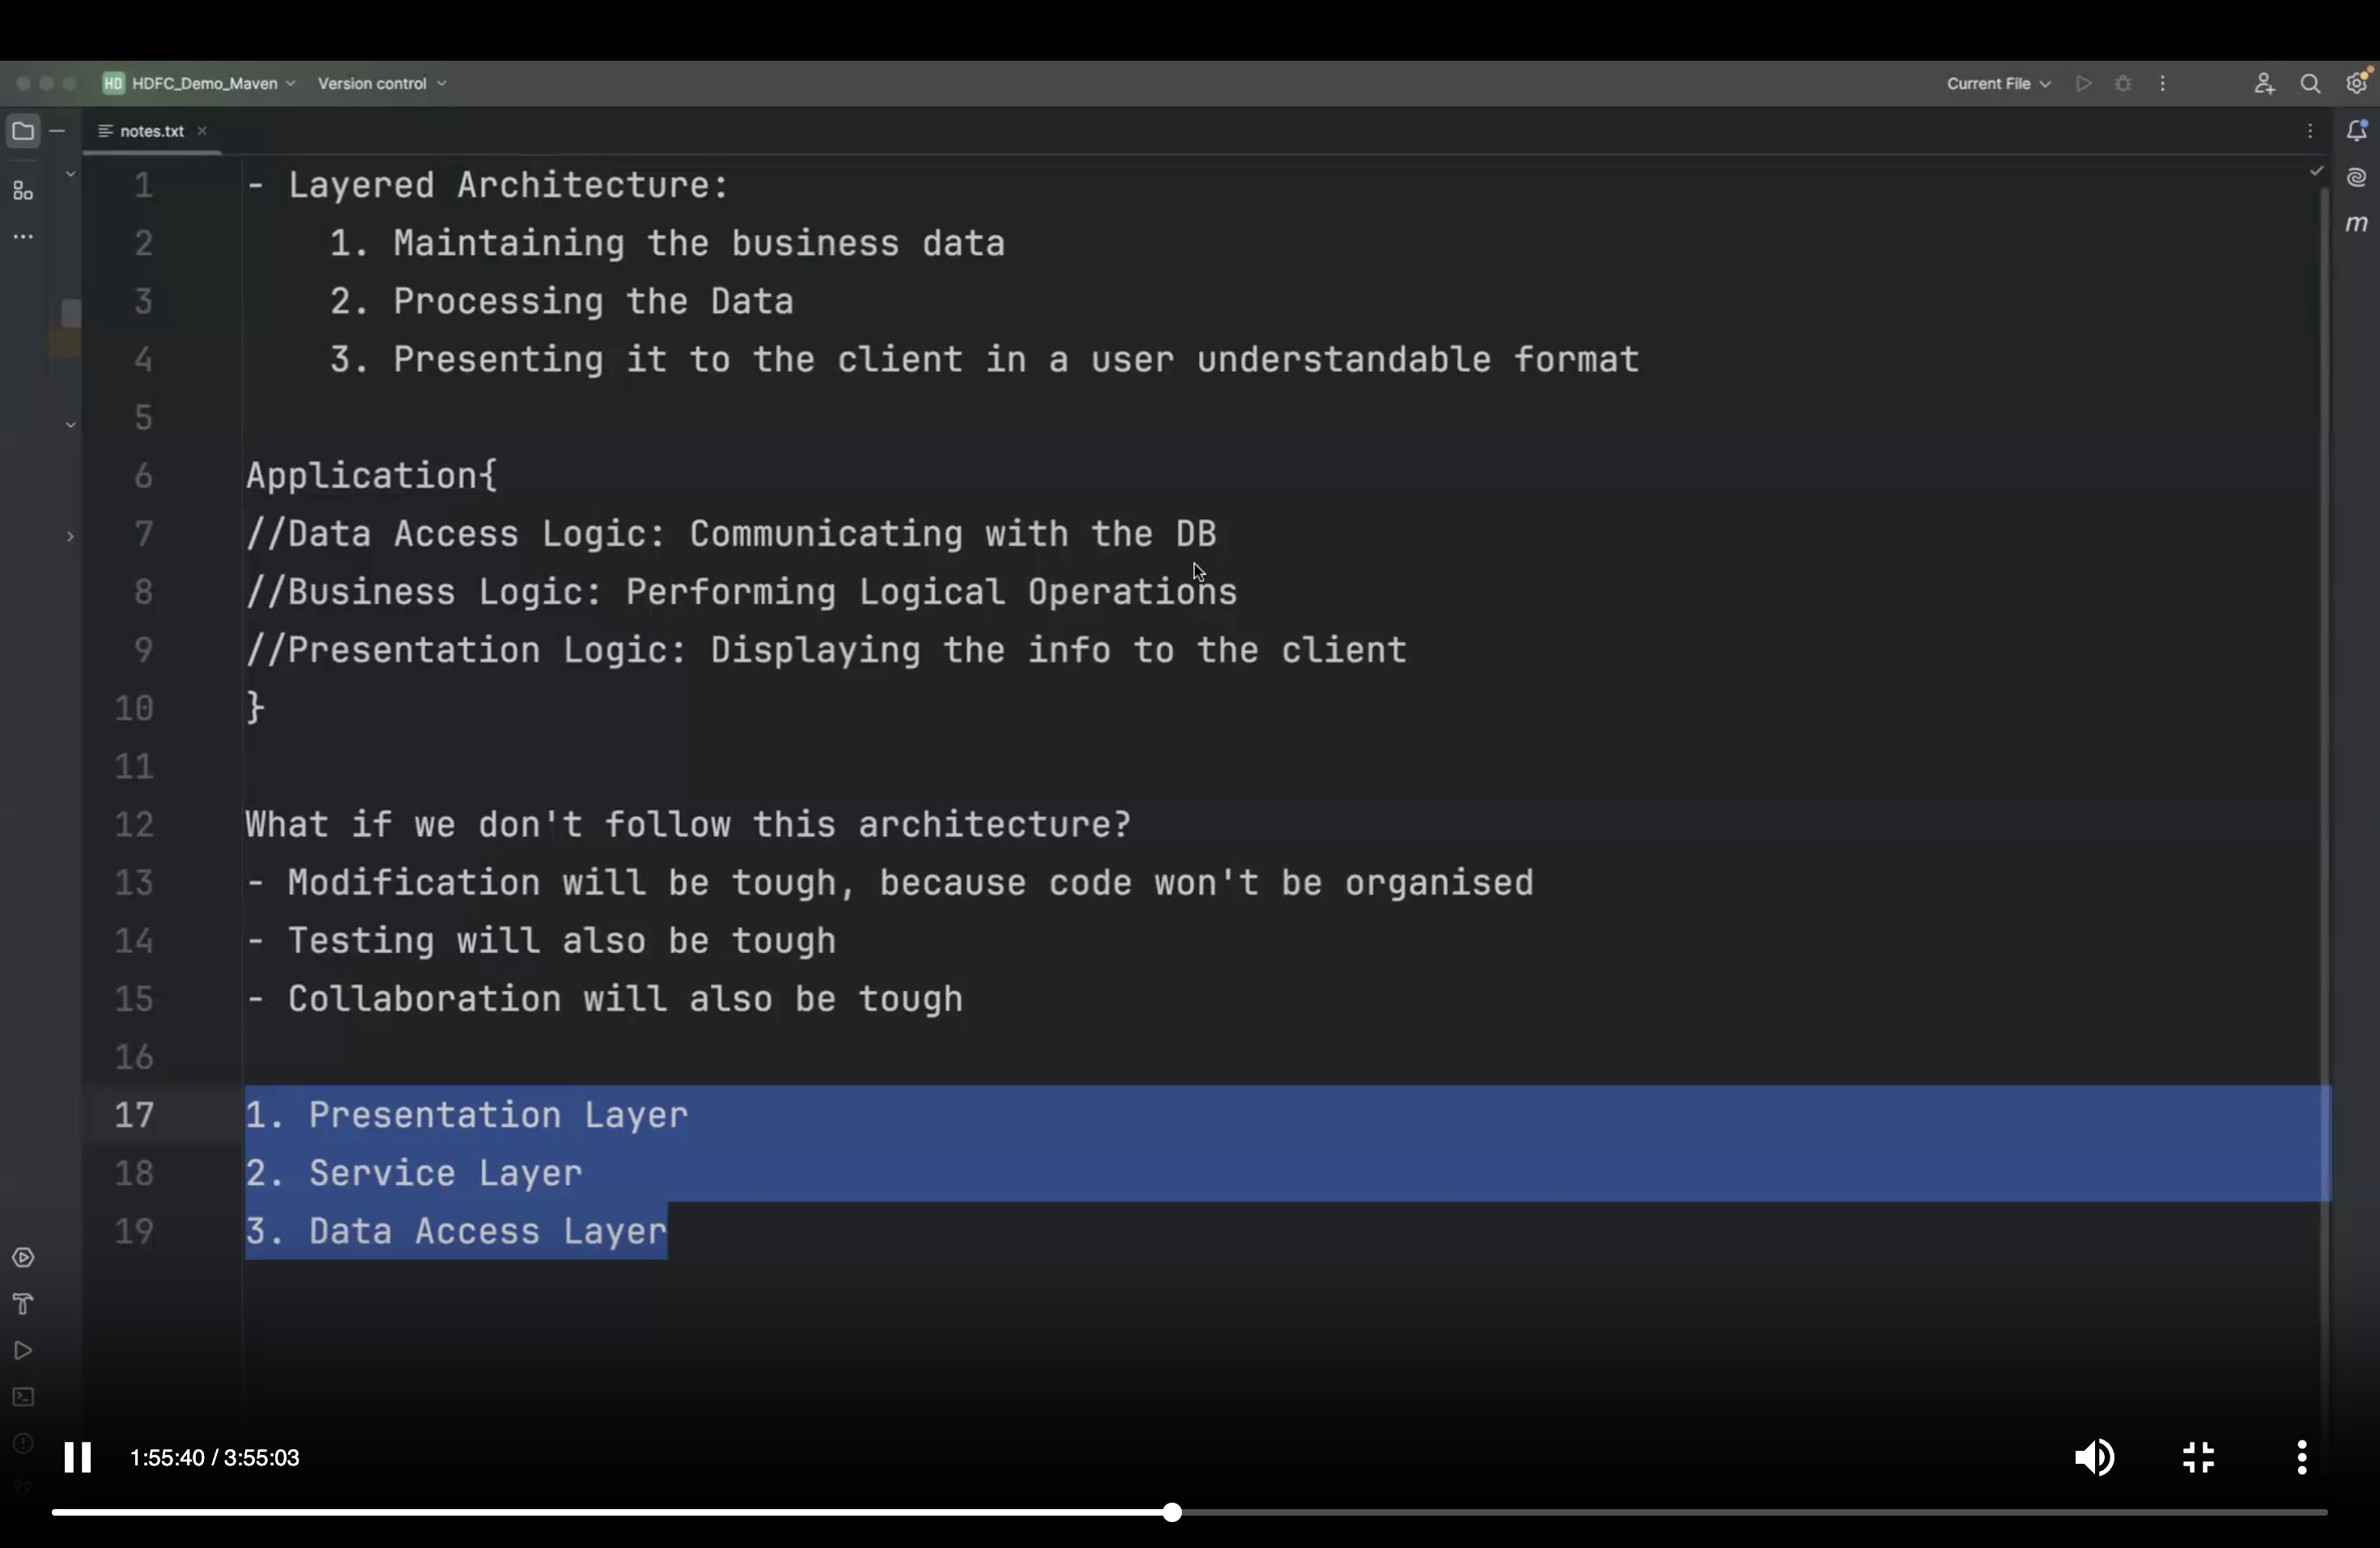 HD HDFC_Demo_Maven Version control Current File
notes.txt
1 - Layered Architecture:
2 1. Maintaining the business data
3 2. Processing the Data
4 3. Presenting it to the client in a user understandable format
5
6 Application{
7 //Data Access Logic: Communicating with the DB
8 //Business Logic: Performing Logical Operations
9 //Presentation Logic: Displaying the info to the client
10 }
11
12 What if we don't follow this architecture?
13 - Modification will be tough, because code won't be organised
14 - Testing will also be tough
15 - Collaboration will also be tough
16
17 1. Presentation Layer
18 2. Service Layer
19 3. Data Access Layer
1:55:40 / 3:55:03